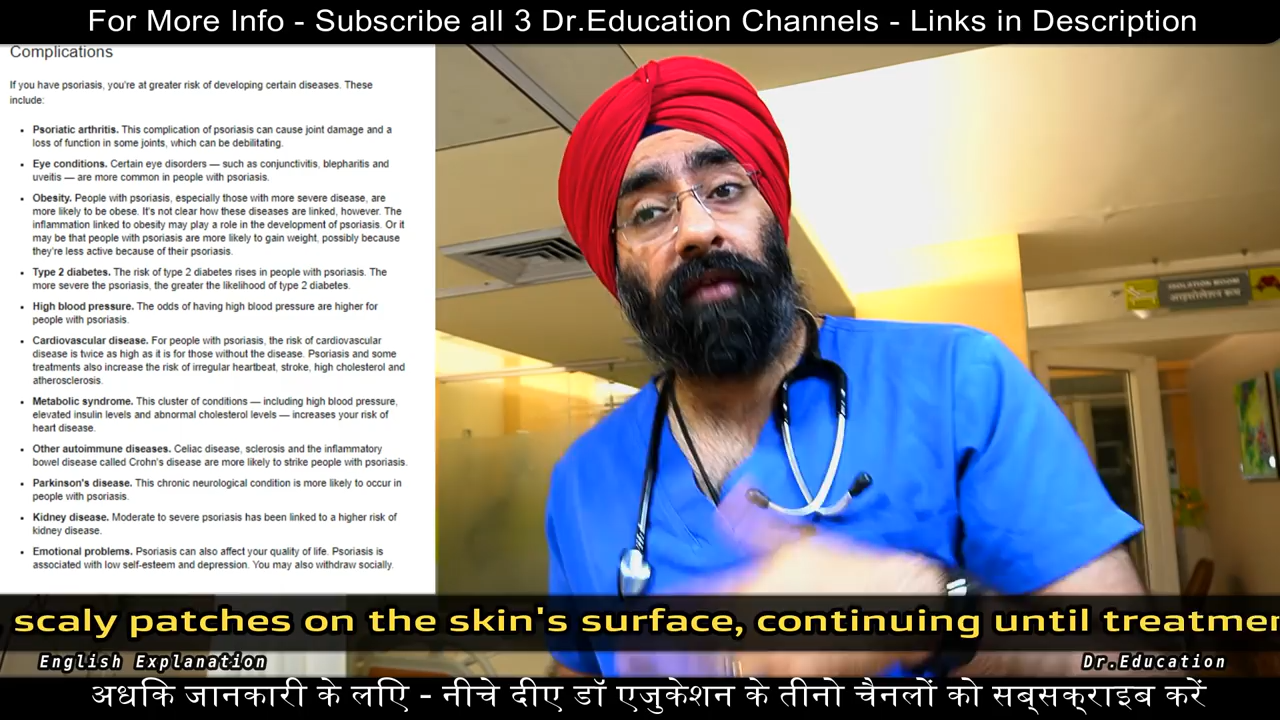 For More Info - Subscribe all 3 Dr.Education Channels - Links in Description
Complications
If you have psoriasis, you're at greater risk of developing certain diseases. These
include:
• Psoriatic arthritis. This complication of psoriasis can cause joint damage and a
loss of function in some joints, which can be debilitating.
• Eye conditions. Certain eye disorders — such as conjunctivitis, blepharitis and
uveitis — are more common in people with psoriasis.
• Obesity. People with psoriasis, especially those with more severe disease, are
more likely to be obese. It's not clear how these diseases are linked, however. The
inflammation linked to obesity may play a role in the development of psoriasis. Or it
may be that people with psoriasis are more likely to gain weight, possibly because
they're less active because of their psoriasis.
• Type 2 diabetes. The risk of type 2 diabetes rises in people with psoriasis. The
more severe the psoriasis, the greater the likelihood of type 2 diabetes.
• High blood pressure. The odds of having high blood pressure are higher for
people with psoriasis.
• Cardiovascular disease. For people with psoriasis, the risk of cardiovascular
disease is twice as high as it is for those without the disease. Psoriasis and some
treatments also increase the risk of irregular heartbeat, stroke, high cholesterol and
atherosclerosis.
• Metabolic syndrome. This cluster of conditions — including high blood pressure,
elevated insulin levels and abnormal cholesterol levels — increases your risk of
heart disease.
• Other autoimmune diseases. Celiac disease, sclerosis and the inflammatory
bowel disease called Crohn's disease are more likely to strike people with psoriasis.
• Parkinson's disease. This chronic neurological condition is more likely to occur in
people with psoriasis.
• Kidney disease. Moderate to severe psoriasis has been linked to a higher risk of
kidney disease.
• Emotional problems. Psoriasis can also affect your quality of life. Psoriasis is
associated with low self-esteem and depression. You may also withdraw socially.
ISOLATION ROOM
आइसोलेशन कक्ष
scaly patches on the skin's surface, continuing until treatmen
English Explanation
Dr.Education
अधकि जानकारी के लएि - नीचे दीए डॉ एजुकेशन के तीनो चैनलों को सब्सक्राइब करें